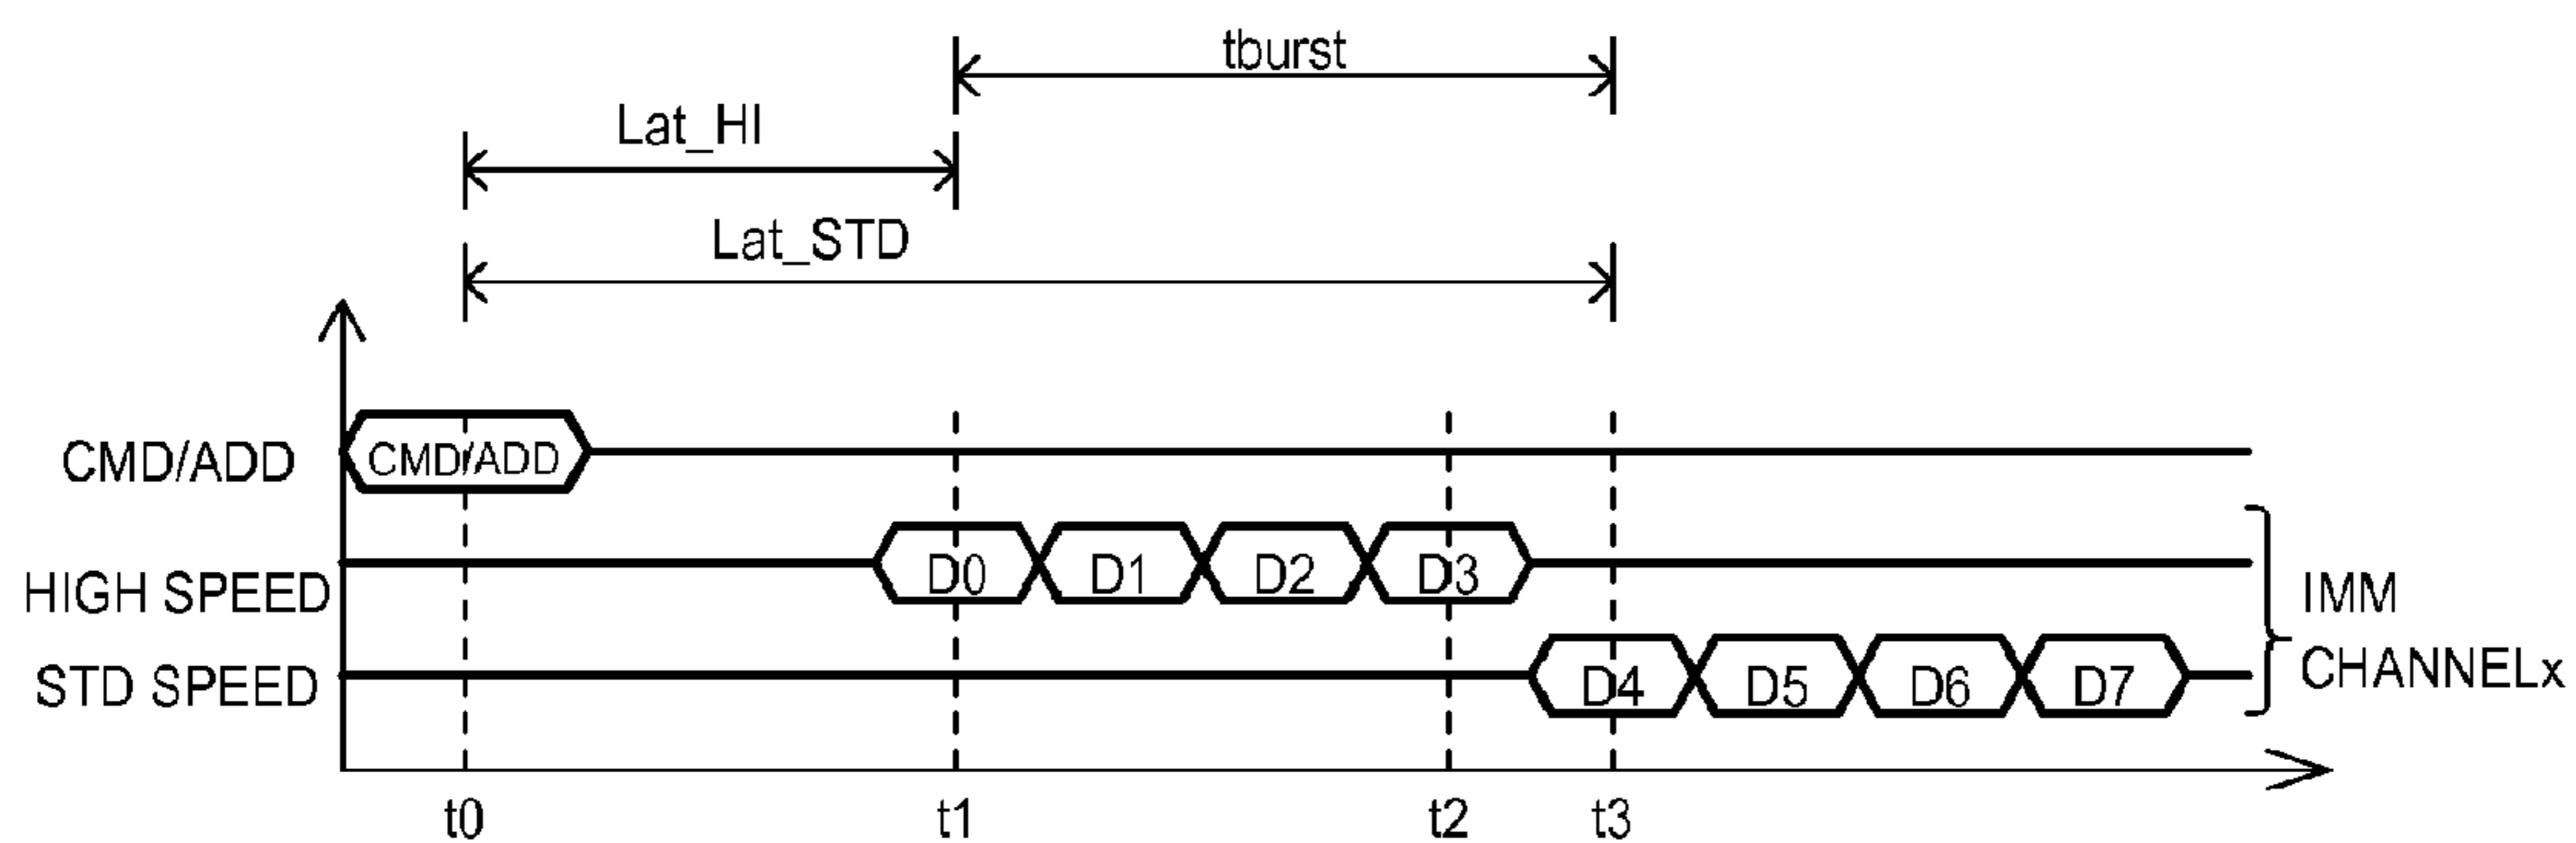 tburst
Lat_HI
Lat_STD
CMD/ADD CMD/ADD
HIGH SPEED D0 D1 D2 D3 IMM
STD SPEED D4 D5 D6 D7 CHANNELx
t0 t1 t2 t3